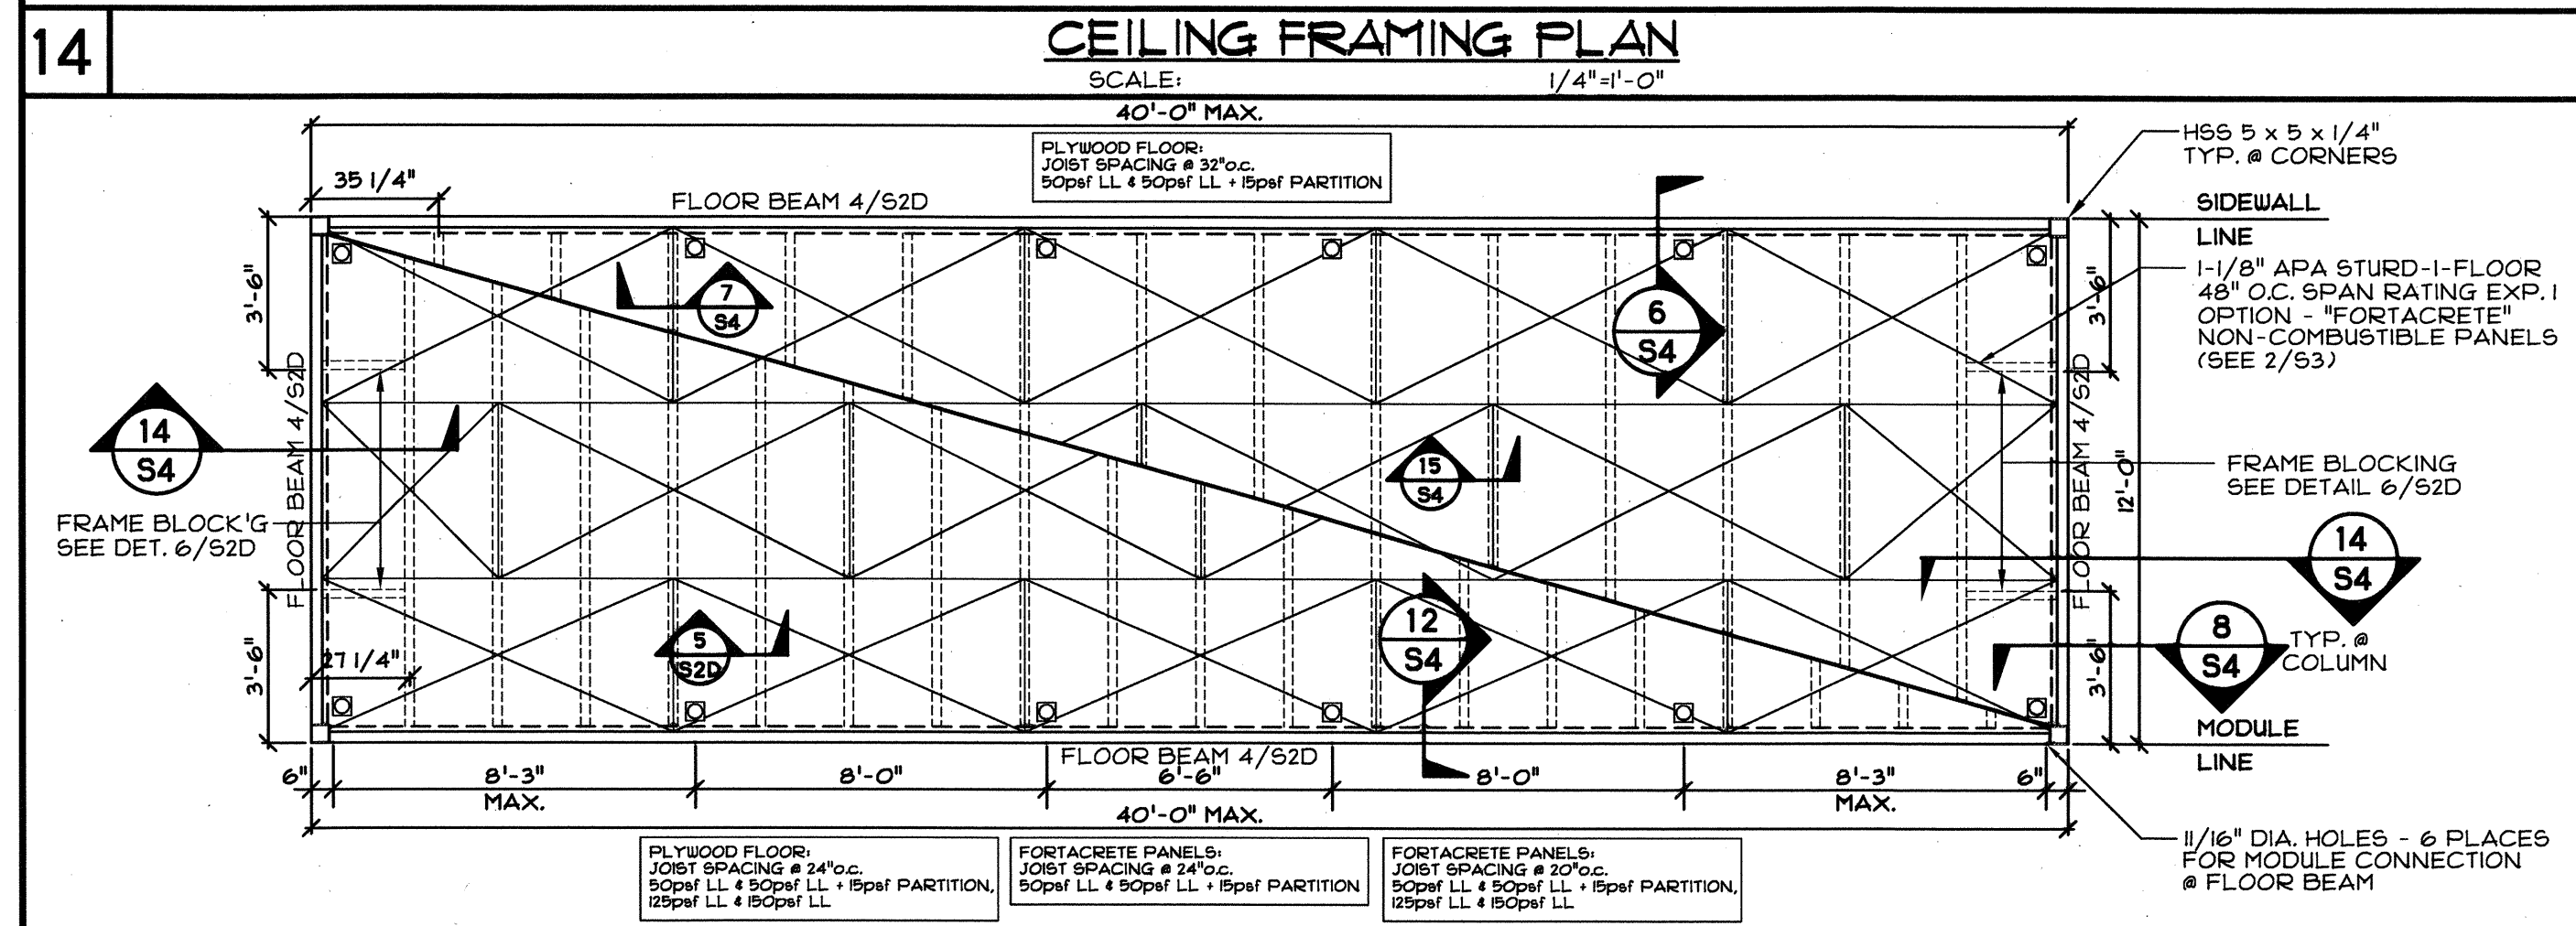 14
CEILING FRAMING PLAN
SCALE: 1/4"=1'-0"
40'-0" MAX.
PLYWOOD FLOOR:
JOIST SPACING @ 32"o.c.
50psf LL & 50psf LL + 15psf PARTITION
HSS 5 x 5 x 1/4"
TYP. @ CORNERS
35 1/4"
FLOOR BEAM 4/S2D
SIDEWALL
LINE
1-1/8" APA STURD-I-FLOOR
48" O.C. SPAN RATING EXP. 1
OPTION - "FORTACRETE"
NON-COMBUSTIBLE PANELS
(SEE 2/S3)
3'-6"
3'-6"
7
S4
6
S4
FLOOR BEAM 4/S2D
FLOOR BEAM 4/S2D
12'-0"
14
S4
15
S4
FRAME BLOCKING
SEE DETAIL 6/S2D
FRAME BLOCK'G
SEE DET. 6/S2D
14
S4
12
S4
5
S2D
8
S4
TYP. @
COLUMN
27 1/4"
3'-6"
3'-6"
MODULE
LINE
FLOOR BEAM 4/S2D
6"
8'-3"
MAX.
8'-0"
6'-6"
8'-0"
8'-3"
MAX.
6"
40'-0" MAX.
11/16" DIA. HOLES - 6 PLACES
FOR MODULE CONNECTION
@ FLOOR BEAM
PLYWOOD FLOOR:
JOIST SPACING @ 24"o.c.
50psf LL & 50psf LL + 15psf PARTITION,
125psf LL & 150psf LL
FORTACRETE PANELS:
JOIST SPACING @ 24"o.c.
50psf LL & 50psf LL + 15psf PARTITION
FORTACRETE PANELS:
JOIST SPACING @ 20"o.c.
50psf LL & 50psf LL + 15psf PARTITION,
125psf LL & 150psf LL